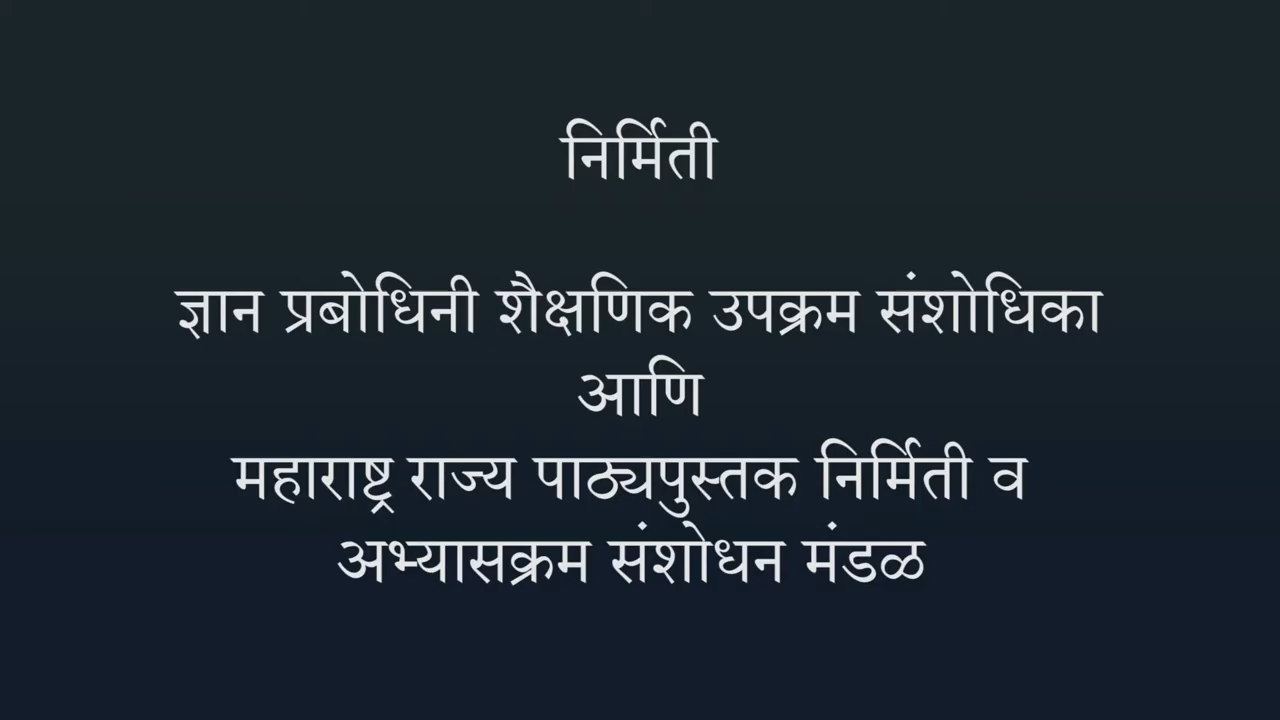 निर्मिती
ज्ञान प्रबोधिनी शैक्षणिक उपक्रम संशोधिका
आणि
महाराष्ट्र राज्य पाठ्यपुस्तक निर्मिती व
अभ्यासक्रम संशोधन मंडळ